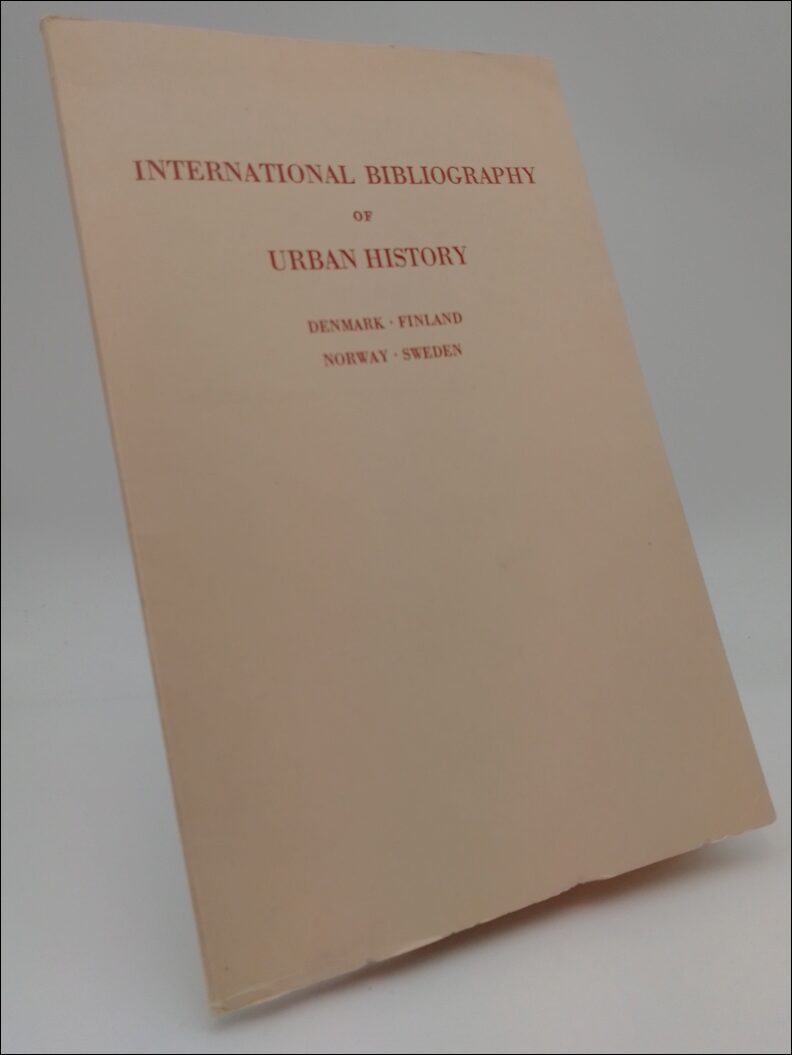 INTERNATIONAL BIBLIOGRAPHY
OF
URBAN HISTORY
DENMARK · FINLAND
NORWAY · SWEDEN